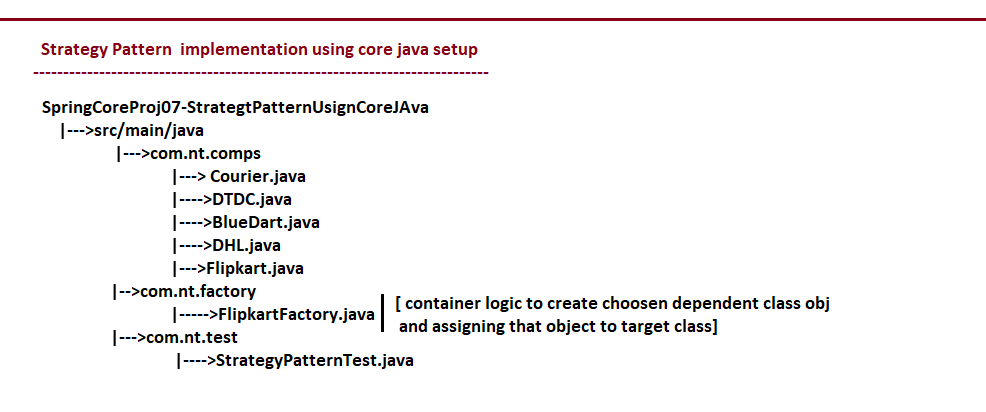 Strategy Pattern  implementation using core java setup
-----------------------------------------------------------------------------
SpringCoreProj07-StrategtPatternUsignCoreJAva
|--->src/main/java
|--->com.nt.comps
|---> Courier.java
|---->DTDC.java
|---->BlueDart.java
|---->DHL.java
|--->Flipkart.java
|-->com.nt.factory
|----->FlipkartFactory.java
[ container logic to create choosen dependent class obj
and assigning that object to target class]
|--->com.nt.test
|---->StrategyPatternTest.java